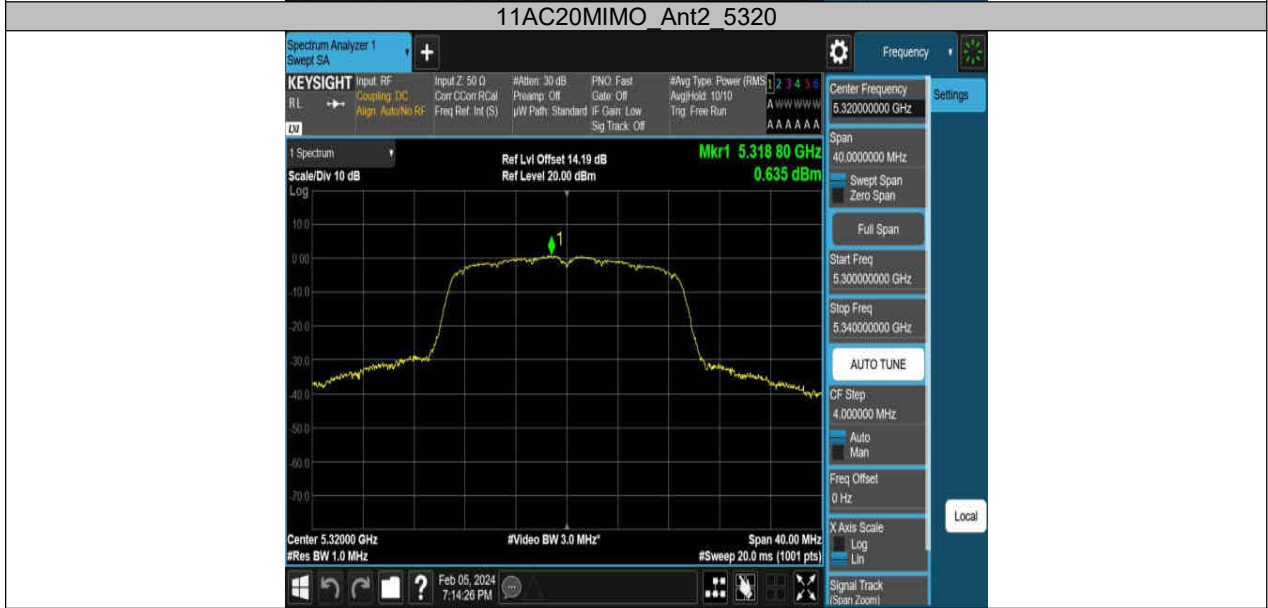 11AC20MIMO_Ant2_5320
Spectrum Analyzer 1
Swept SA
+
Frequency
KEYSIGHT
RL
Input: RF
Coupling: DC
Align: Auto/No RF
Input Z: 50 Ω
Corr CCorr RCal
Freq Ref: Int (S)
#Atten: 30 dB
Preamp: Off
µW Path: Standard
PNO: Fast
Gate: Off
IF Gain: Low
Sig Track: Off
#Avg Type: Power (RMS
Avg|Hold: 10/10
Trig: Free Run
1 2 3 4 5 6
A W W W W W
A A A A A A
Center Frequency
5.320000000 GHz
Settings
Span
40.0000000 MHz
Swept Span
Zero Span
Full Span
Start Freq
5.300000000 GHz
Stop Freq
5.340000000 GHz
AUTO TUNE
CF Step
4.000000 MHz
Auto
Man
Freq Offset
0 Hz
X Axis Scale
Log
Lin
Signal Track
(Span Zoom)
Local
1 Spectrum
Scale/Div 10 dB
Ref Lvl Offset 14.19 dB
Ref Level 20.00 dBm
Mkr1 5.318 80 GHz
0.635 dBm
Log
10.0
0.00
-10.0
-20.0
-30.0
-40.0
-50.0
-60.0
-70.0
1
Center 5.32000 GHz
#Res BW 1.0 MHz
#Video BW 3.0 MHz*
Span 40.00 MHz
#Sweep 20.0 ms (1001 pts)
?
Feb 05, 2024
7:14:26 PM